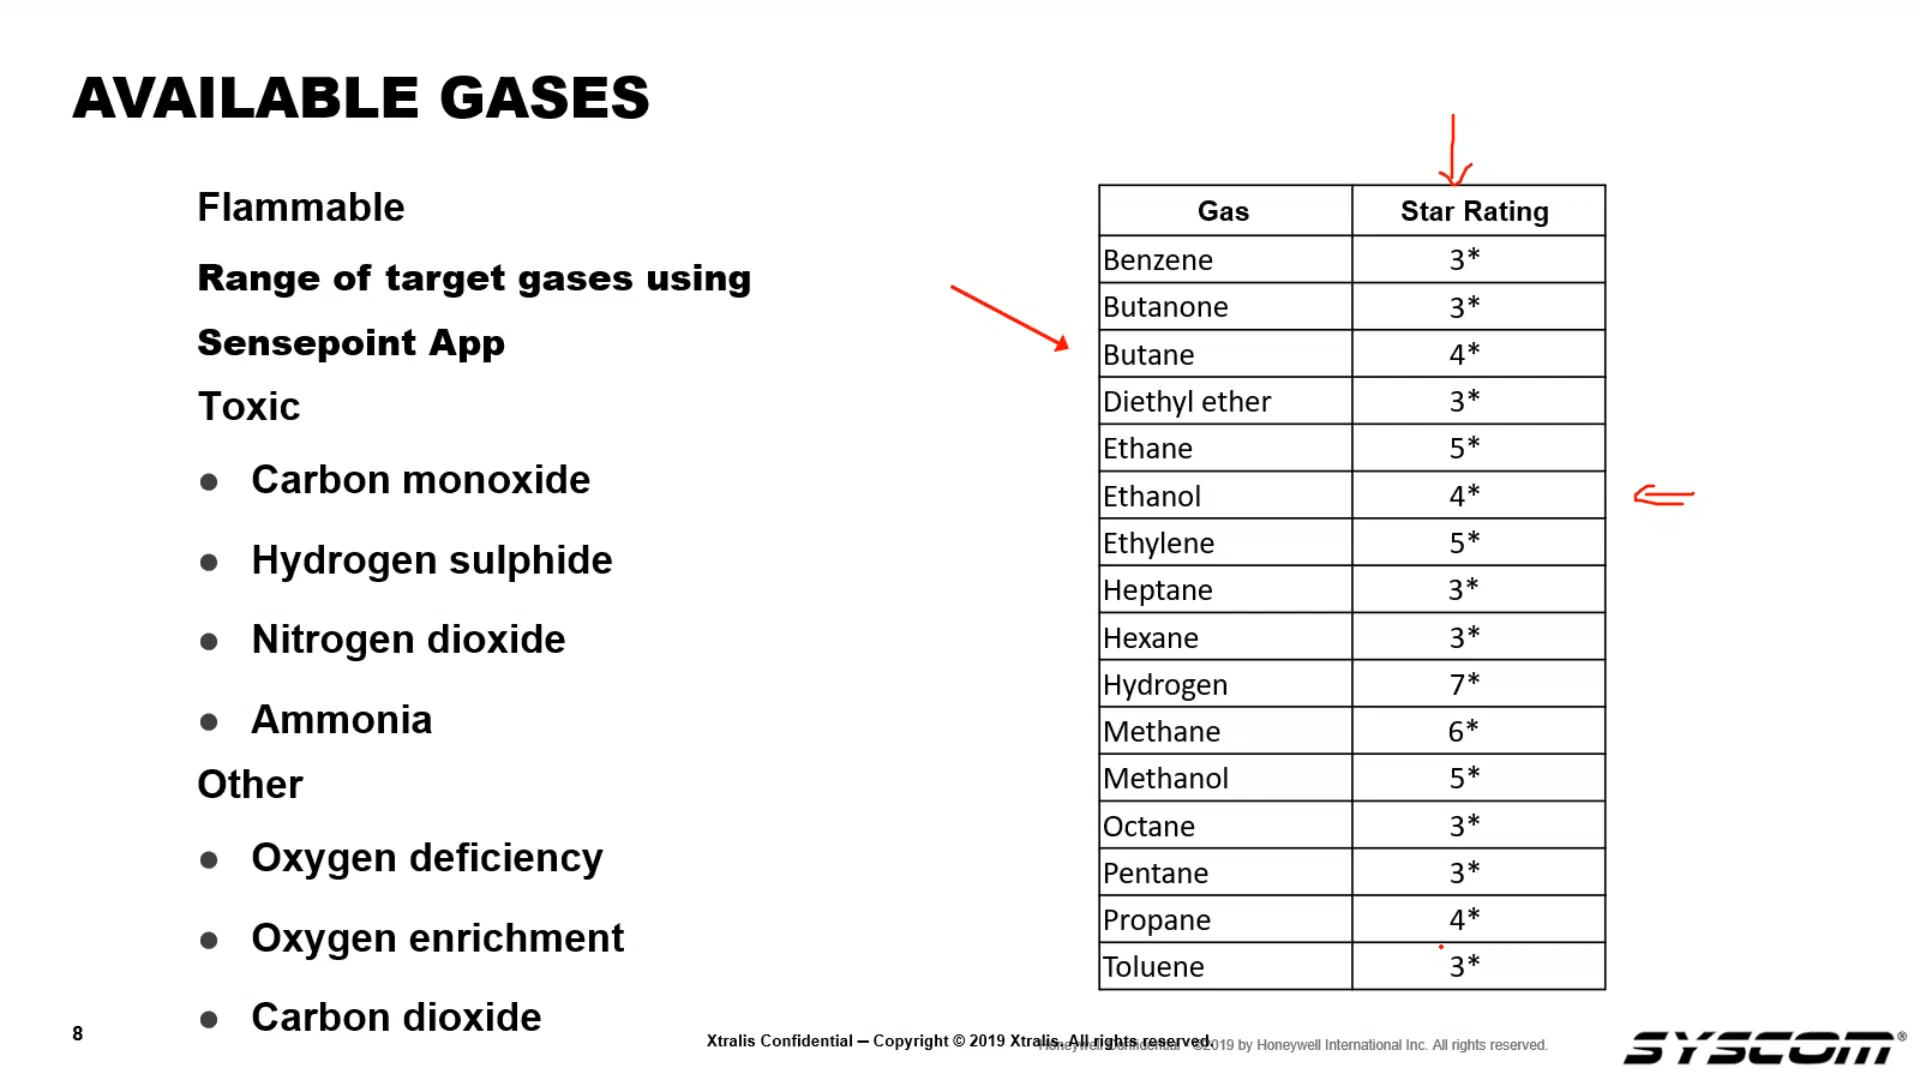 AVAILABLE GASES
Flammable
Range of target gases using
Sensepoint App
Toxic
● Carbon monoxide
● Hydrogen sulphide
● Nitrogen dioxide
● Ammonia
Other
● Oxygen deficiency
● Oxygen enrichment
● Carbon dioxide
Gas Star Rating
Benzene 3*
Butanone 3*
Butane 4*
Diethyl ether 3*
Ethane 5*
Ethanol 4*
Ethylene 5*
Heptane 3*
Hexane 3*
Hydrogen 7*
Methane 6*
Methanol 5*
Octane 3*
Pentane 3*
Propane 4*
Toluene 3*
8
Xtralis Confidential — Copyright © 2019 Xtralis. All rights reserved.
Honeywell Confidential - ©2019 by Honeywell International Inc. All rights reserved.
SYSCOM®